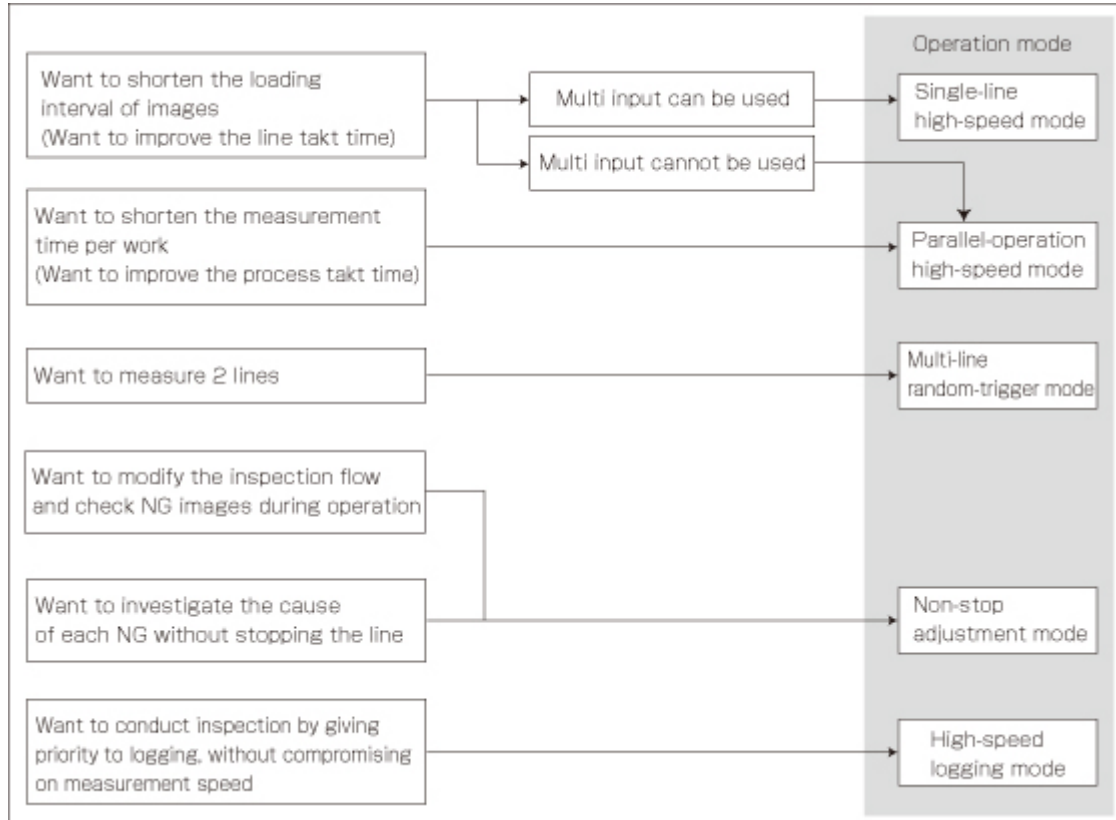 Operation mode
Want to shorten the loading
interval of images
(Want to improve the line takt time)
Multi input can be used
Single-line
high-speed mode
Multi input cannot be used
Want to shorten the measurement
time per work
(Want to improve the process takt time)
Parallel-operation
high-speed mode
Want to measure 2 lines
Multi-line
random-trigger mode
Want to modify the inspection flow
and check NG images during operation
Want to investigate the cause
of each NG without stopping the line
Non-stop
adjustment mode
Want to conduct inspection by giving
priority to logging, without compromising
on measurement speed
High-speed
logging mode